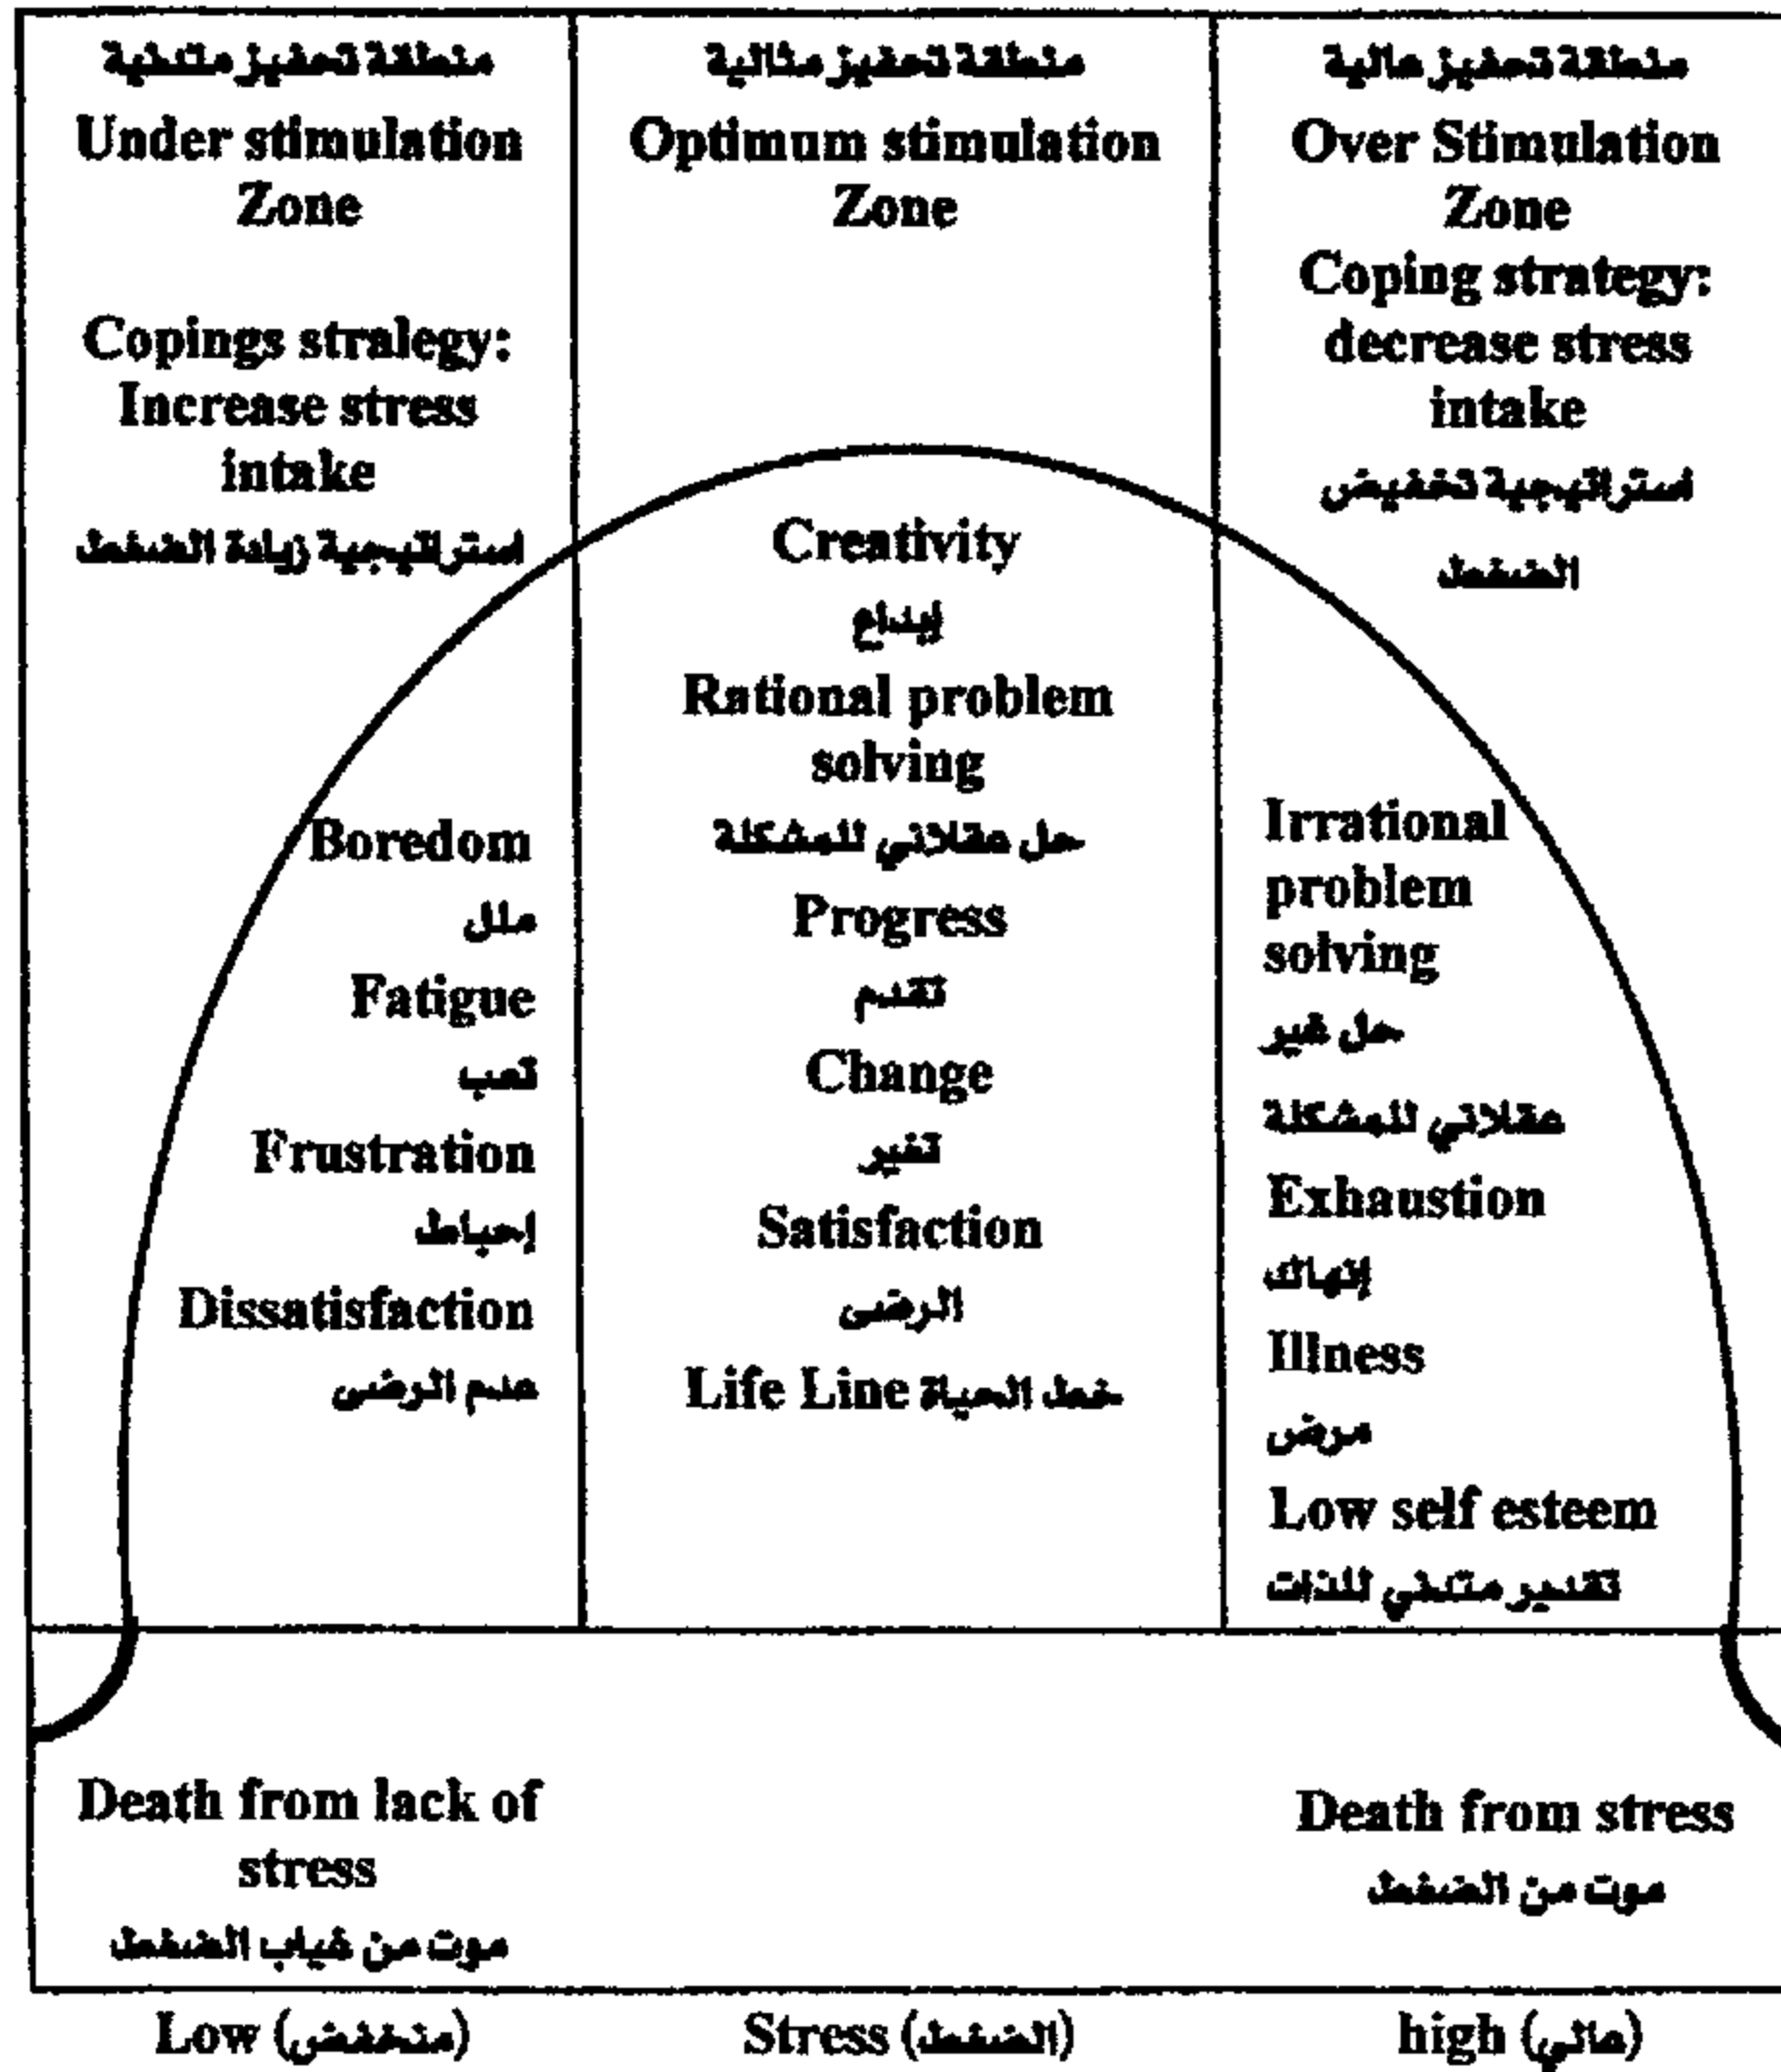 منطقة تحفيز متدنية
Under stimulation
Zone
Copings stralegy:
Increase stress
intake
استراتيجية زيادة الضغط
Boredom
ملل
Fatigue
تعب
Frustration
إحباط
Dissatisfaction
عدم الرضى
منطقة تحفيز مثالية
Optimum stimulation
Zone
Creativity
إبداع
Rational problem
solving
حل عقلاني للمشكلة
Progress
تقدم
Change
تغير
Satisfaction
الرضى
Life Line خط الحياة
منطقة تحفيز عالية
Over Stimulation
Zone
Coping strategy:
decrease stress
intake
استراتيجية تخفيض
الضغط
Irrational
problem
solving
حل غير
عقلاني للمشكلة
Exhaustion
إنهاك
Illness
مرض
Low self esteem
تقدير متدني للذات
Death from lack of
stress
موت من غياب الضغط
Death from stress
موت من الضغط
Low (منخفض)
Stress (الضغط)
high (عالي)